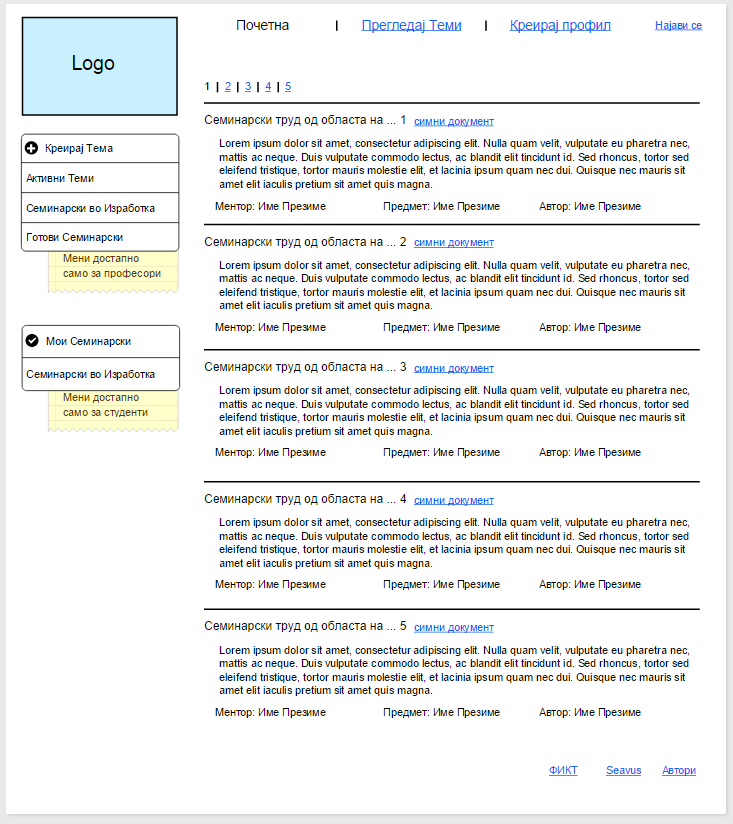 Logo
Почетна | Прегледај Теми | Креирај профил Најави се
Креирај Тема
Активни Теми
Семинарски во Изработка
Готови Семинарски
Мени достапно
само за професори
Мои Семинарски
Семинарски во Изработка
Мени достапно
само за студенти
1 | 2 | 3 | 4 | 5
Семинарски труд од областа на ... 1 симни документ
Lorem ipsum dolor sit amet, consectetur adipiscing elit. Nulla quam velit, vulputate eu pharetra nec,
mattis ac neque. Duis vulputate commodo lectus, ac blandit elit tincidunt id. Sed rhoncus, tortor sed
eleifend tristique, tortor mauris molestie elit, et lacinia ipsum quam nec dui. Quisque nec mauris sit
amet elit iaculis pretium sit amet quis magna.
Ментор: Име Презиме Предмет: Име Презиме Автор: Име Презиме
Семинарски труд од областа на ... 2 симни документ
Lorem ipsum dolor sit amet, consectetur adipiscing elit. Nulla quam velit, vulputate eu pharetra nec,
mattis ac neque. Duis vulputate commodo lectus, ac blandit elit tincidunt id. Sed rhoncus, tortor sed
eleifend tristique, tortor mauris molestie elit, et lacinia ipsum quam nec dui. Quisque nec mauris sit
amet elit iaculis pretium sit amet quis magna.
Ментор: Име Презиме Предмет: Име Презиме Автор: Име Презиме
Семинарски труд од областа на ... 3 симни документ
Lorem ipsum dolor sit amet, consectetur adipiscing elit. Nulla quam velit, vulputate eu pharetra nec,
mattis ac neque. Duis vulputate commodo lectus, ac blandit elit tincidunt id. Sed rhoncus, tortor sed
eleifend tristique, tortor mauris molestie elit, et lacinia ipsum quam nec dui. Quisque nec mauris sit
amet elit iaculis pretium sit amet quis magna.
Ментор: Име Презиме Предмет: Име Презиме Автор: Име Презиме
Семинарски труд од областа на ... 4 симни документ
Lorem ipsum dolor sit amet, consectetur adipiscing elit. Nulla quam velit, vulputate eu pharetra nec,
mattis ac neque. Duis vulputate commodo lectus, ac blandit elit tincidunt id. Sed rhoncus, tortor sed
eleifend tristique, tortor mauris molestie elit, et lacinia ipsum quam nec dui. Quisque nec mauris sit
amet elit iaculis pretium sit amet quis magna.
Ментор: Име Презиме Предмет: Име Презиме Автор: Име Презиме
Семинарски труд од областа на ... 5 симни документ
Lorem ipsum dolor sit amet, consectetur adipiscing elit. Nulla quam velit, vulputate eu pharetra nec,
mattis ac neque. Duis vulputate commodo lectus, ac blandit elit tincidunt id. Sed rhoncus, tortor sed
eleifend tristique, tortor mauris molestie elit, et lacinia ipsum quam nec dui. Quisque nec mauris sit
amet elit iaculis pretium sit amet quis magna.
Ментор: Име Презиме Предмет: Име Презиме Автор: Име Презиме
ФИКТ Seavus Автори